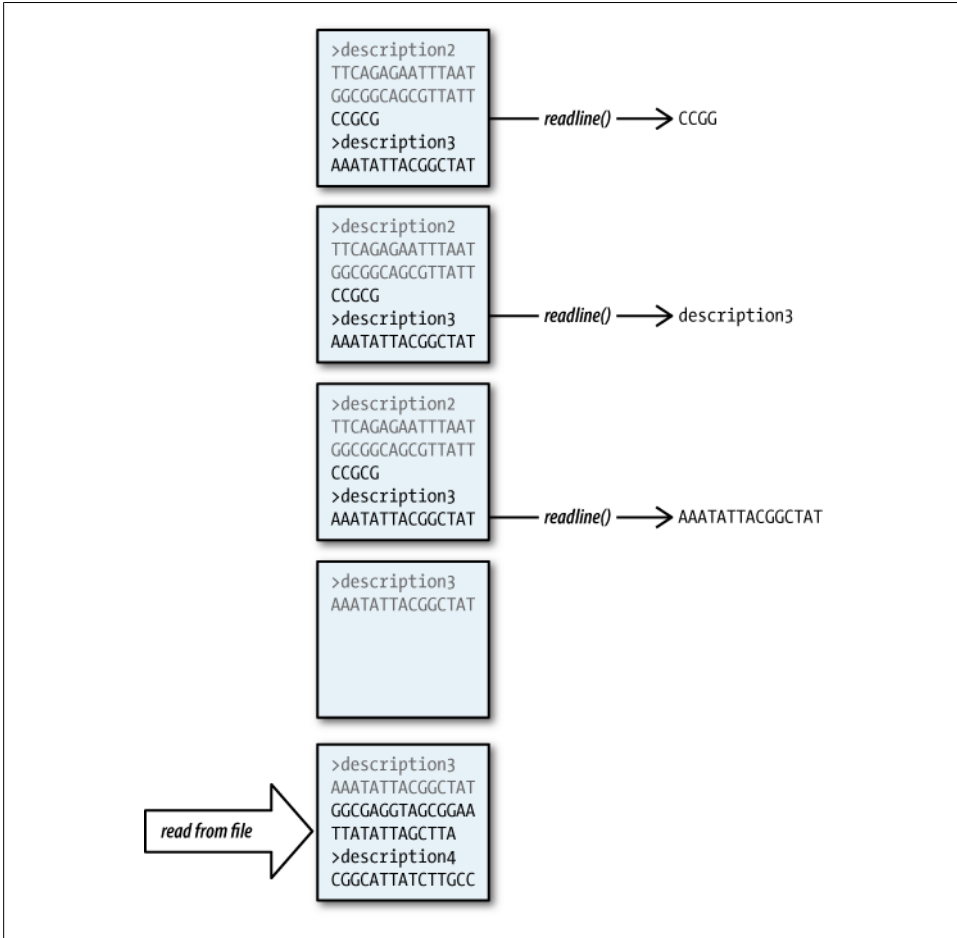 >description2
TTCAGAGAATTTAAT
GGCGGCAGCGTTATT
CCGCG
>description3
AAATATTACGGCTAT
readline()
CCGG
>description2
TTCAGAGAATTTAAT
GGCGGCAGCGTTATT
CCGCG
>description3
AAATATTACGGCTAT
readline()
description3
>description2
TTCAGAGAATTTAAT
GGCGGCAGCGTTATT
CCGCG
>description3
AAATATTACGGCTAT
readline()
AAATATTACGGCTAT
>description3
AAATATTACGGCTAT
read from file
>description3
AAATATTACGGCTAT
GGCGAGGTAGCGGAA
TTATATTAGCTTA
>description4
CGGCATTATCTTGCC